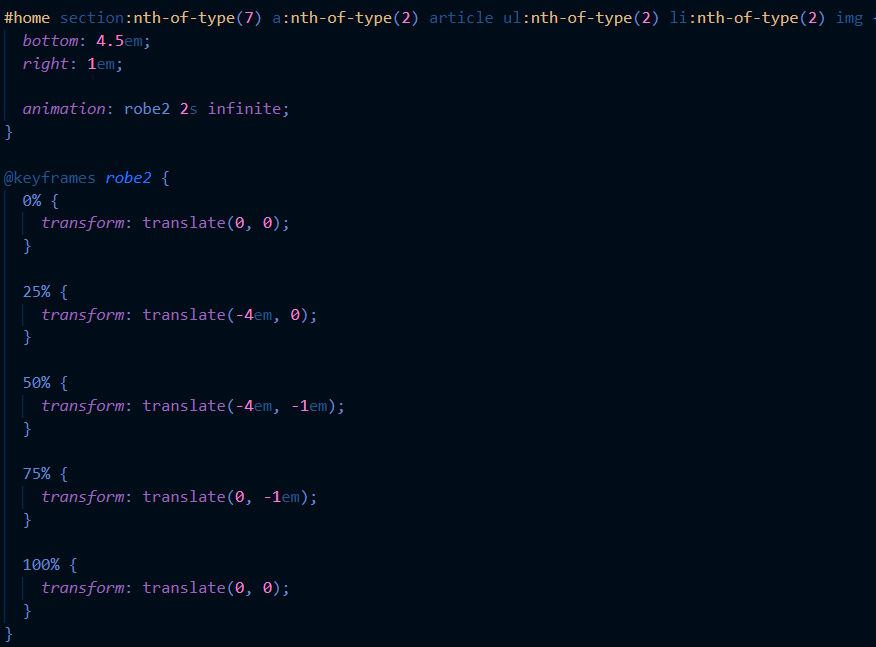 #home section:nth-of-type(7) a:nth-of-type(2) article ul:nth-of-type(2) li:nth-of-type(2) img
bottom: 4.5em;
right: 1em;
animation: robe2 2s infinite;
}
@keyframes robe2 {
0% {
transform: translate(0, 0);
}
25% {
transform: translate(-4em, 0);
}
50% {
transform: translate(-4em, -1em);
}
75% {
transform: translate(0, -1em);
}
100% {
transform: translate(0, 0);
}
}